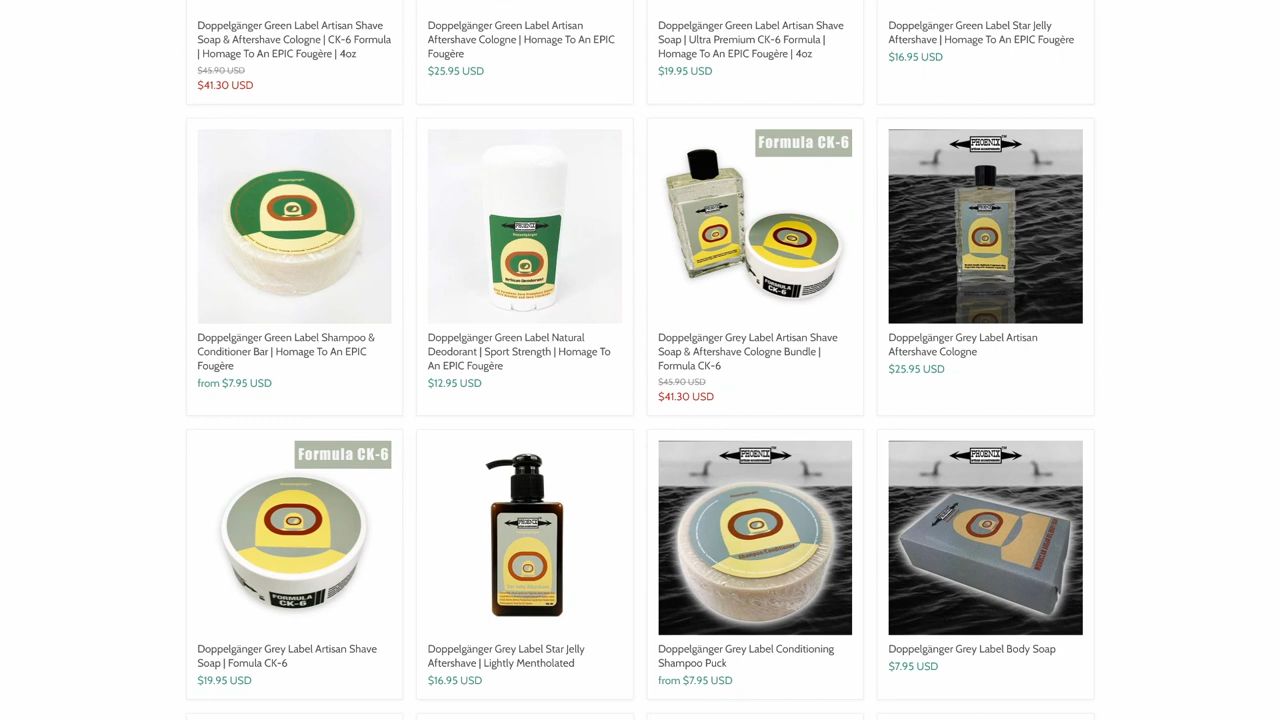 Doppelgänger Green Label Artisan Shave
Soap & Aftershave Cologne | CK-6 Formula
| Homage To An EPIC Fougère | 4oz
$45.90 USD
$41.30 USD
Doppelgänger Green Label Artisan
Aftershave Cologne | Homage To An EPIC
Fougère
$25.95 USD
Doppelgänger Green Label Artisan Shave
Soap | Ultra Premium CK-6 Formula |
Homage To An EPIC Fougère | 4oz
$19.95 USD
Doppelgänger Green Label Star Jelly
Aftershave | Homage To An EPIC Fougère
$16.95 USD
PHOENIX
Formula CK-6
PHOENIX
FORMULA
CK-6
PHOENIX
Doppelgänger Green Label Shampoo &
Conditioner Bar | Homage To An EPIC
Fougère
from $7.95 USD
Doppelgänger Green Label Natural
Deodorant | Sport Strength | Homage To
An EPIC Fougère
$12.95 USD
Doppelgänger Grey Label Artisan Shave
Soap & Aftershave Cologne Bundle |
Formula CK-6
$45.90 USD
$41.30 USD
Doppelgänger Grey Label Artisan
Aftershave Cologne
$25.95 USD
Formula CK-6
FORMULA
CK-6
PHOENIX
PHOENIX
Shampoo Conditioner
PHOENIX
Doppelgänger Grey Label Artisan Shave
Soap | Fomula CK-6
$19.95 USD
Doppelgänger Grey Label Star Jelly
Aftershave | Lightly Mentholated
$16.95 USD
Doppelgänger Grey Label Conditioning
Shampoo Puck
from $7.95 USD
Doppelgänger Grey Label Body Soap
$7.95 USD